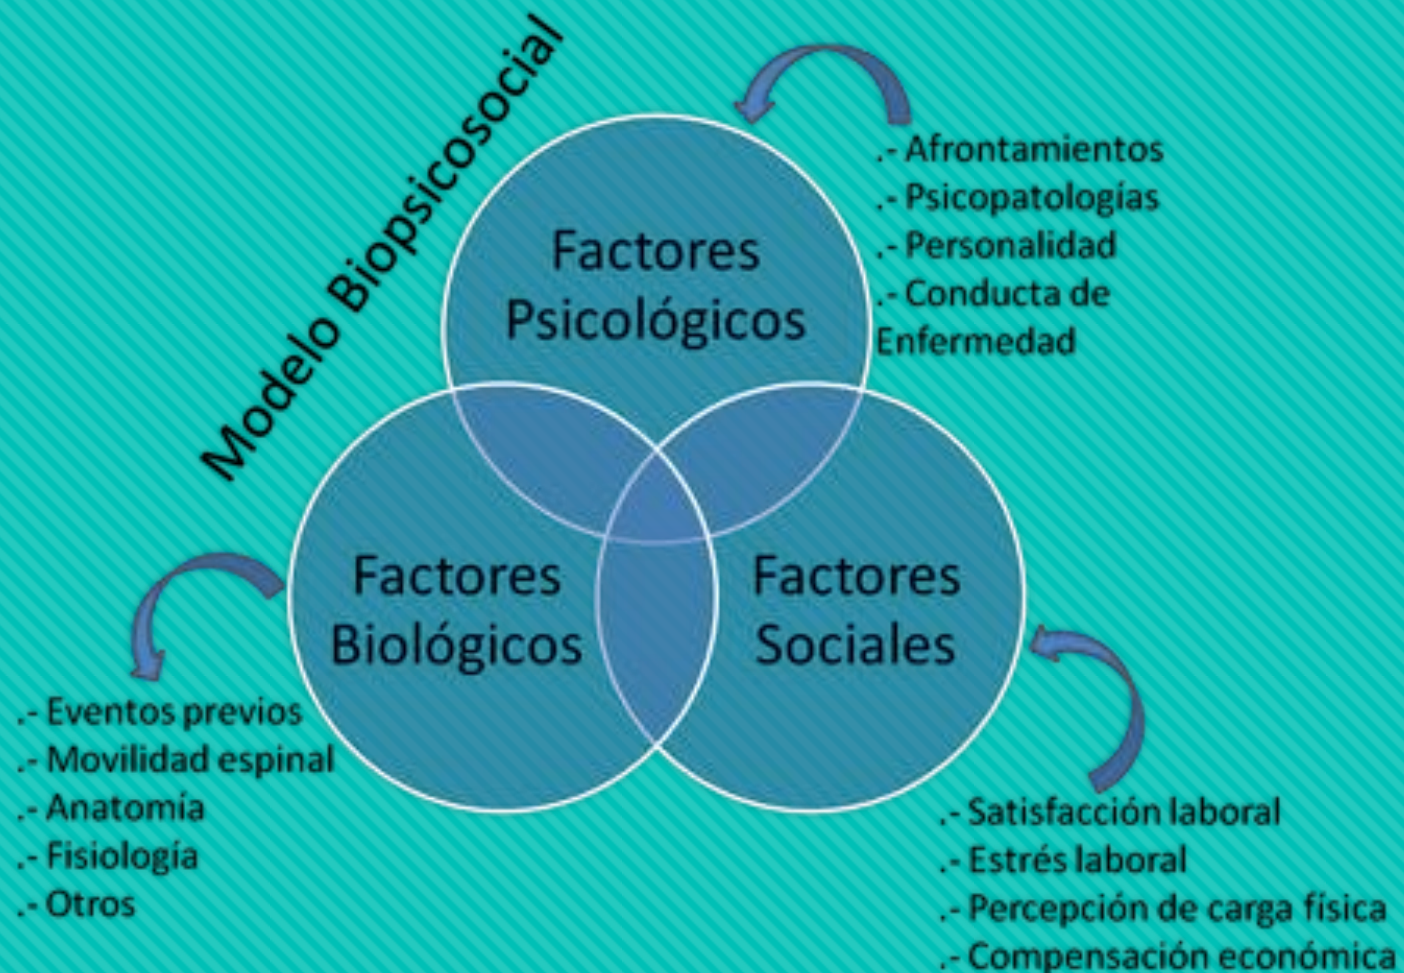 Modelo Biopsicosocial
Factores
Psicológicos
.- Afrontamientos
.- Psicopatologías
.- Personalidad
.- Conducta de
Enfermedad
Factores
Biológicos
.- Eventos previos
.- Movilidad espinal
.- Anatomía
.- Fisiología
.- Otros
Factores
Sociales
.- Satisfacción laboral
.- Estrés laboral
.- Percepción de carga física
.- Compensación económica